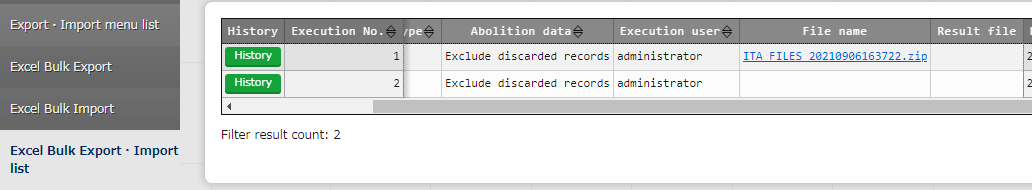 Export・Import menu list
Excel Bulk Export
Excel Bulk Import
Excel Bulk Export・Import
list
History Execution No. ype Abolition data Execution user File name Result file
History 1 Exclude discarded records administrator ITA_FILES_20210906163722.zip 2
History 2 Exclude discarded records administrator 2
Filter result count: 2